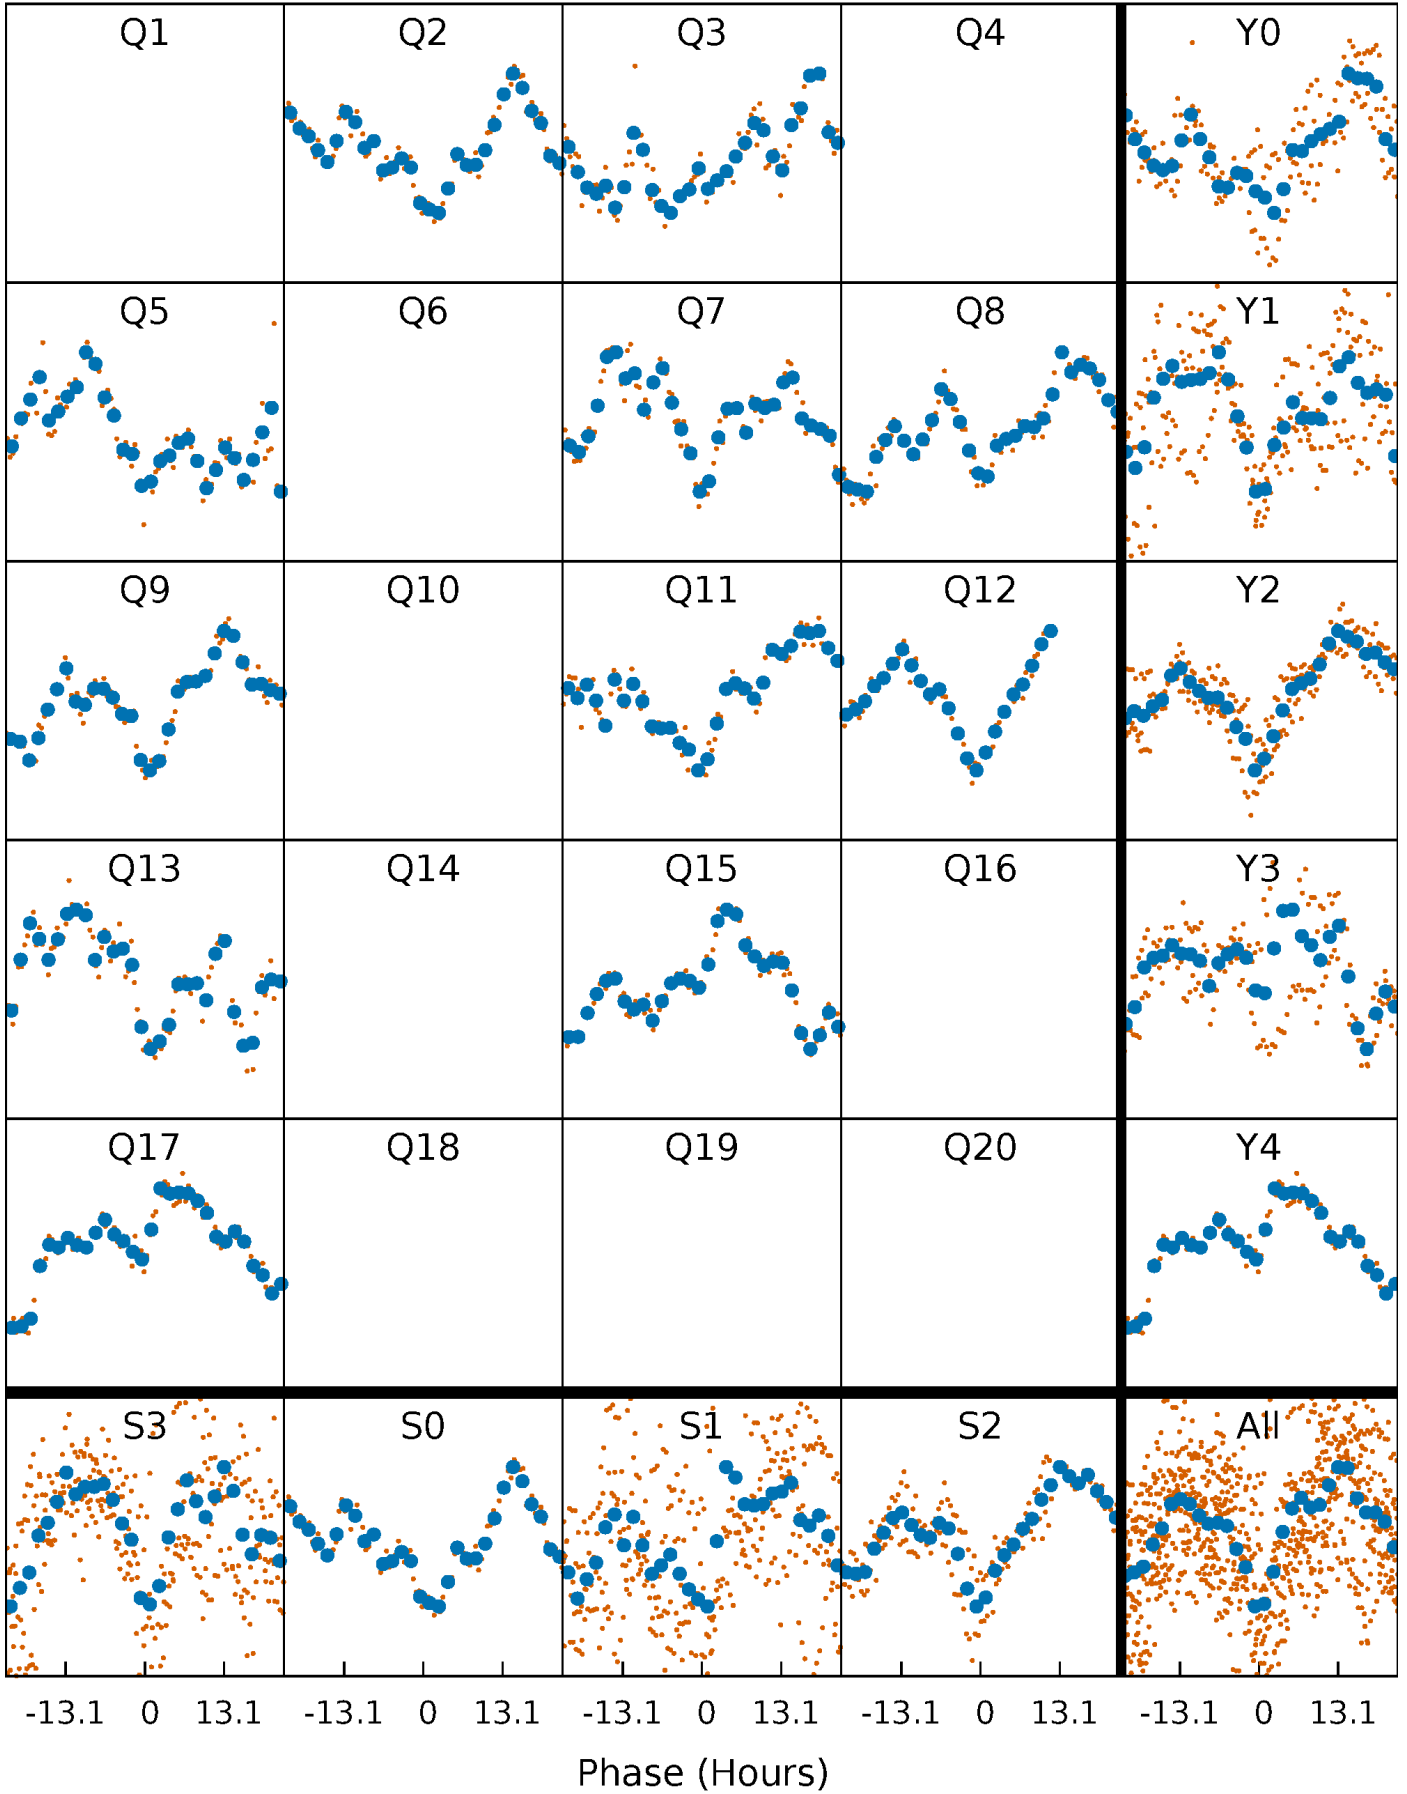 Q1 Q2 Q3 Q4 Y0
Q5 Q6 Q7 Q8 Y1
Q9 Q10 Q11 Q12 Y2
Q13 Q14 Q15 Q16 Y3
Q17 Q18 Q19 Q20 Y4
S3 S0 S1 S2 All
-13.1 0 13.1 -13.1 0 13.1 -13.1 0 13.1 -13.1 0 13.1 -13.1 0 13.1
Phase (Hours)